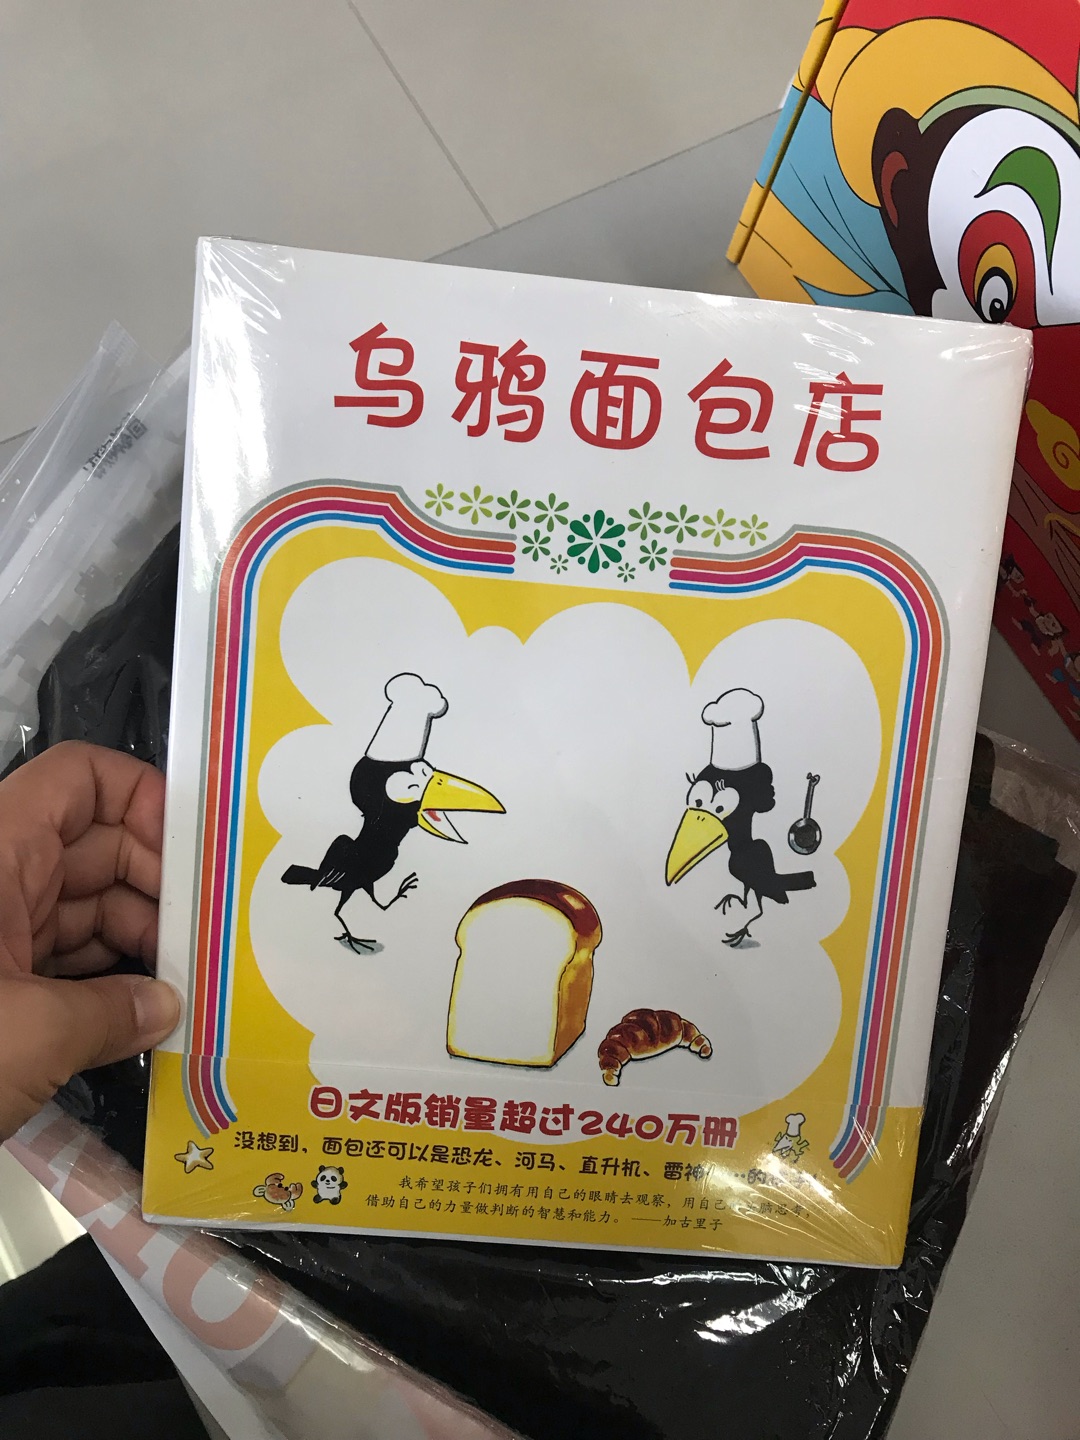 乌鸦面包店
日文版销量超过240万册
没想到，面包还可以是恐龙、河马、直升机、雷神
我希望孩子们拥有用自己的眼睛去观察，用自己
借助自己的力量做判断的智慧和能力。——加古里子